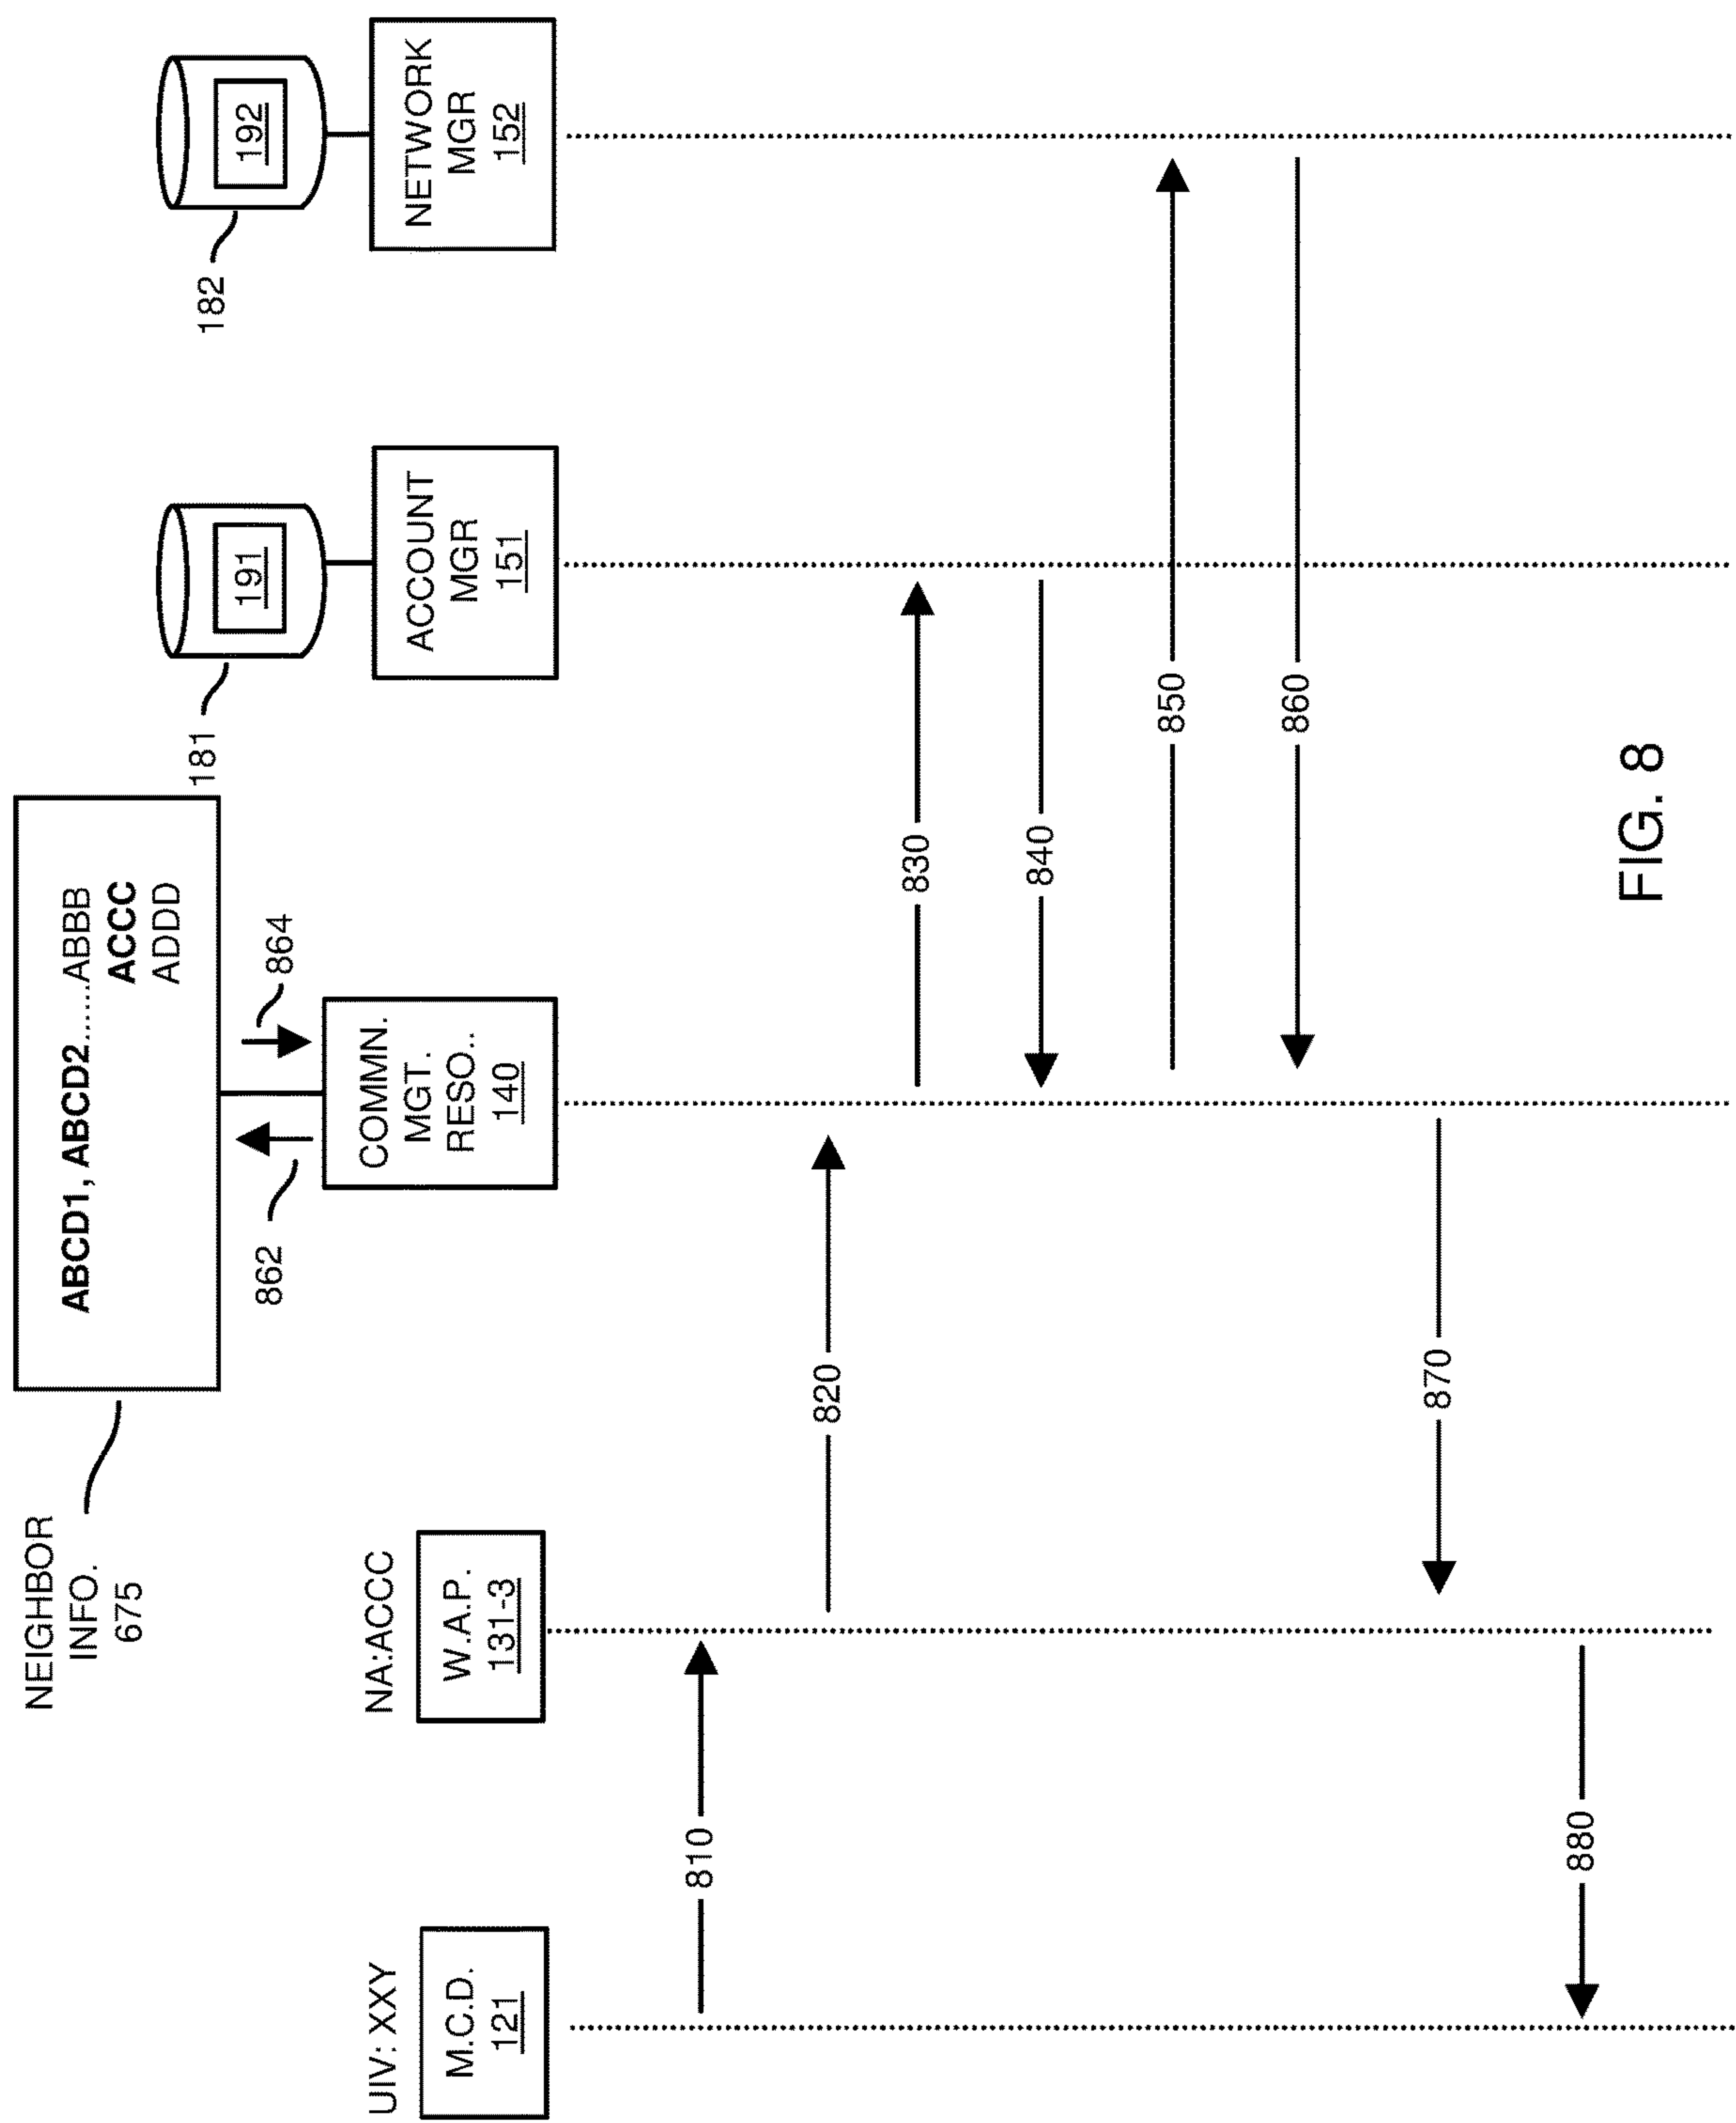 NEIGHBOR
INFO.
675
ABCD1, ABCD2......ABBB
ACCC
ADDD
862
864
181
191
182
192
UIV: XXY
M.C.D.
121
NA:ACCC
W.A.P.
131-3
COMMN.
MGT.
RESO..
140
ACCOUNT
MGR
151
NETWORK
MGR
152
810
820
830
840
850
860
870
880
FIG. 8